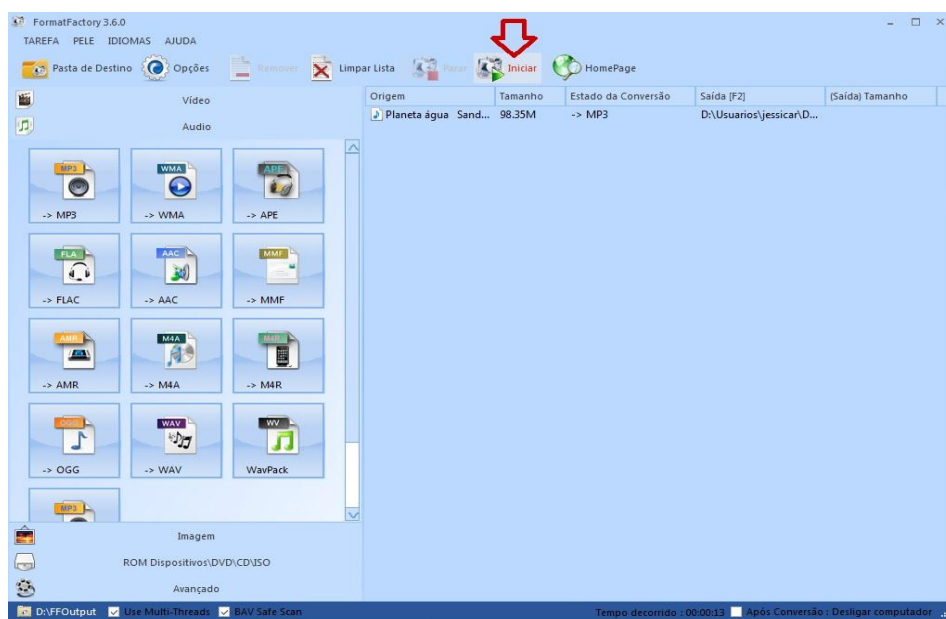 FormatFactory 3.6.0
TAREFA PELE IDIOMAS AJUDA
Pasta de Destino Opções Remover Limpar Lista Parar Iniciar HomePage
Vídeo
Audio
MP3 WMA APE
-> MP3 -> WMA -> APE
FLA AAC MMF
-> FLAC -> AAC -> MMF
AMR M4A M4R
-> AMR -> M4A -> M4R
OGG WAV WV
-> OGG -> WAV WavPack
MP3
Imagem
ROM Dispositivos\DVD\CD\ISO
Avançado
Origem Tamanho Estado da Conversão Saída [F2] (Saída) Tamanho
Planeta água Sand... 98.35M -> MP3 D:\Usuarios\jessicar\D...
D:\FFOutput Use Multi-Threads BAV Safe Scan Tempo decorrido : 00:00:13 Após Conversão : Desligar computador